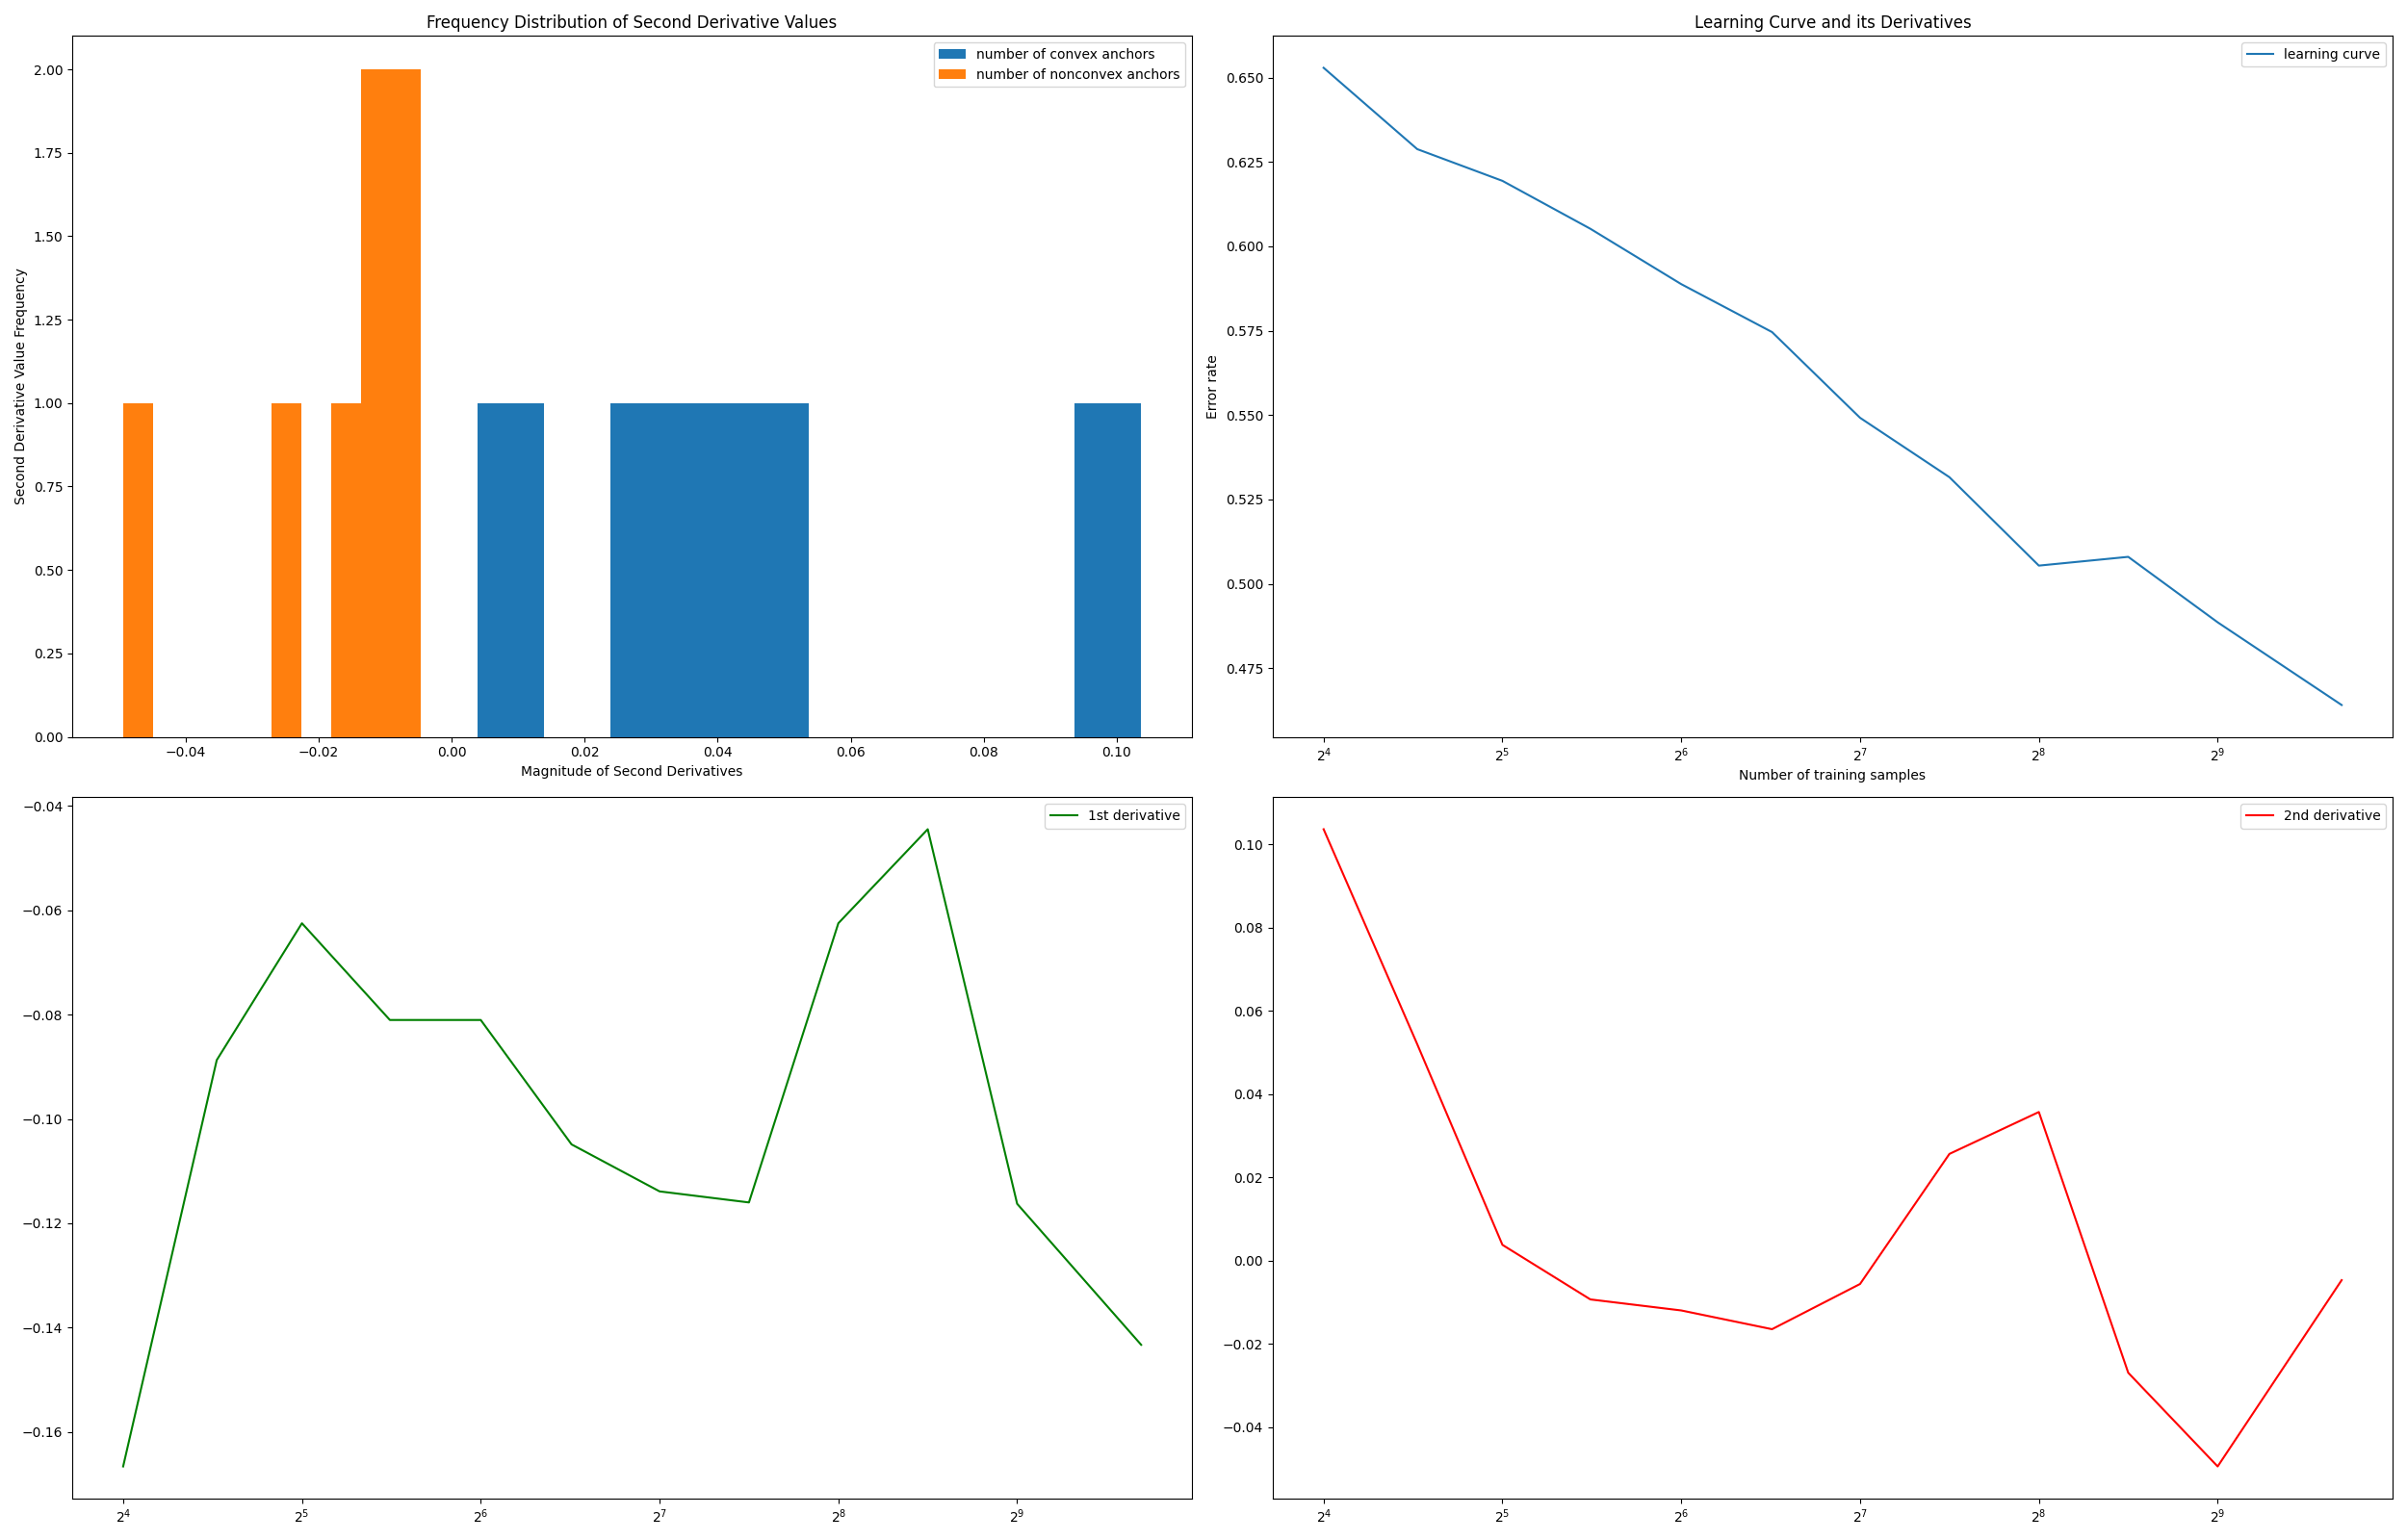 Frequency Distribution of Second Derivative Values
number of convex anchors
number of nonconvex anchors
Second Derivative Value Frequency
2.00
1.75
1.50
1.25
1.00
0.75
0.50
0.25
0.00
−0.04 −0.02 0.00 0.02 0.04 0.06 0.08 0.10
Magnitude of Second Derivatives
Learning Curve and its Derivatives
learning curve
Error rate
0.650
0.625
0.600
0.575
0.550
0.525
0.500
0.475
2⁴ 2⁵ 2⁶ 2⁷ 2⁸ 2⁹
Number of training samples
1st derivative
−0.04
−0.06
−0.08
−0.10
−0.12
−0.14
−0.16
2⁴ 2⁵ 2⁶ 2⁷ 2⁸ 2⁹
2nd derivative
0.10
0.08
0.06
0.04
0.02
0.00
−0.02
−0.04
2⁴ 2⁵ 2⁶ 2⁷ 2⁸ 2⁹